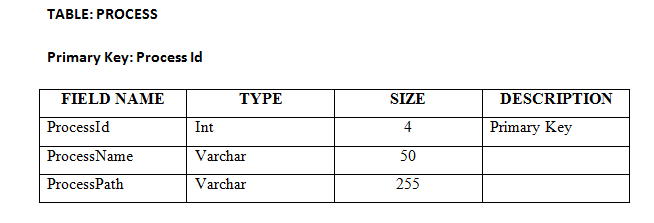 TABLE: PROCESS
Primary Key: Process Id
FIELD NAME TYPE SIZE DESCRIPTION
ProcessId Int 4 Primary Key
ProcessName Varchar 50
ProcessPath Varchar 255